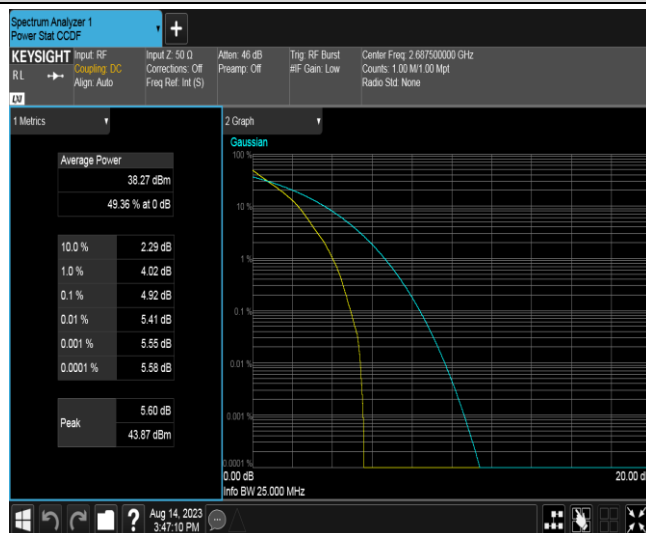 Spectrum Analyzer 1
Power Stat CCDF
KEYSIGHT
RL
LXI
Input: RF
Coupling: DC
Align: Auto
Input Z: 50 Ω
Corrections: Off
Freq Ref: Int (S)
Atten: 46 dB
Preamp: Off
Trig: RF Burst
#IF Gain: Low
Center Freq: 2.687500000 GHz
Counts: 1.00 M/1.00 Mpt
Radio Std: None
1 Metrics
Average Power
38.27 dBm
49.36 % at 0 dB
10.0 % 2.29 dB
1.0 % 4.02 dB
0.1 % 4.92 dB
0.01 % 5.41 dB
0.001 % 5.55 dB
0.0001 % 5.58 dB
Peak
5.60 dB
43.87 dBm
2 Graph
Gaussian
100 %
10 %
1 %
0.1 %
0.01 %
0.001 %
0.0001 %
0.00 dB
20.00 d
Info BW 25.000 MHz
?
Aug 14, 2023
3:47:10 PM